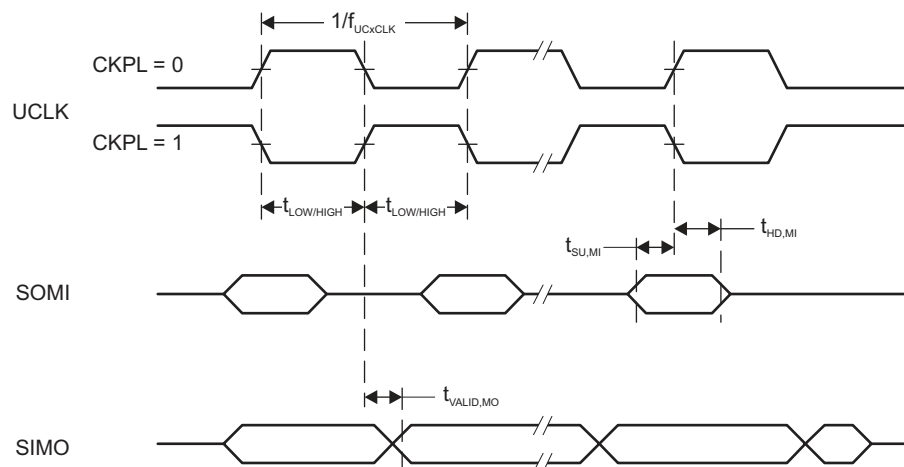 1/fUCxCLK
CKPL = 0
UCLK
CKPL = 1
tLOW/HIGH tLOW/HIGH
tSU,MI tHD,MI
SOMI
tVALID,MO
SIMO